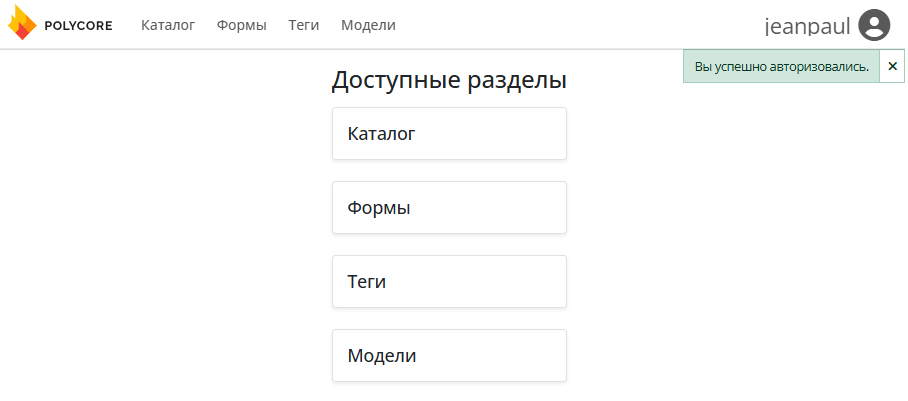 POLYCORE Каталог Формы Теги Модели jeanpaul
Вы успешно авторизовались. ×
Доступные разделы
Каталог
Формы
Теги
Модели